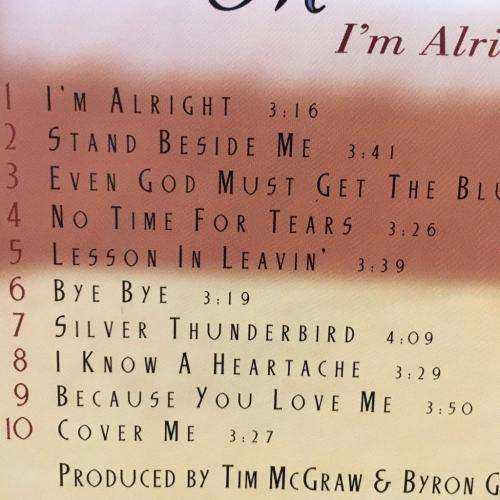 I'm Alri
1 I'M ALRIGHT 3:16
2 STAND BESIDE ME 3:41
3 EVEN GOD MUST GET THE BLU
4 NO TIME FOR TEARS 3:26
5 LESSON IN LEAVIN' 3:39
6 BYE BYE 3:19
7 SILVER THUNDERBIRD 4:09
8 I KNOW A HEARTACHE 3:29
9 BECAUSE YOU LOVE ME 3:50
10 COVER ME 3:27
PRODUCED BY TIM MCGRAW & BYRON G